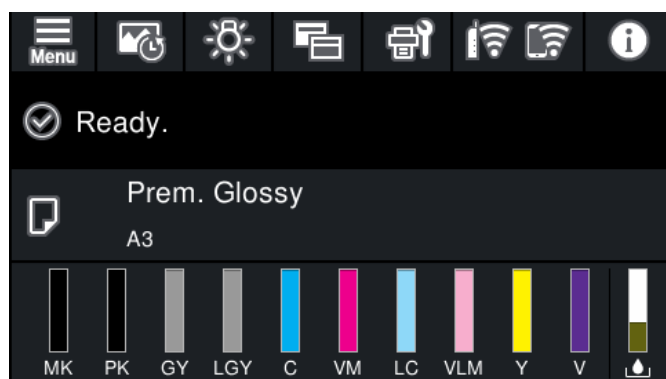 Menu
Ready.
Prem. Glossy
A3
MK PK GY LGY C VM LC VLM Y V